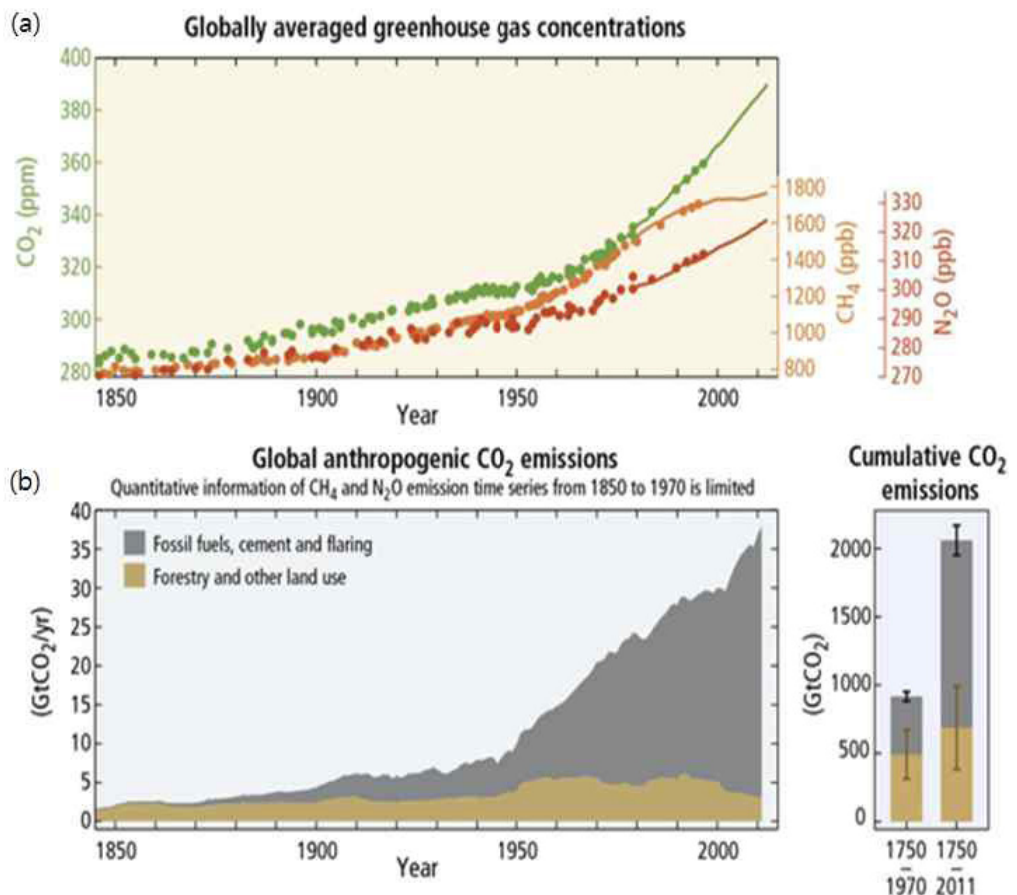 (a)
Globally averaged greenhouse gas concentrations
CO₂ (ppm)
400
380
360
340
320
300
280
CH₄ (ppb)
1800
1600
1400
1200
1000
800
N₂O (ppb)
330
320
310
300
290
280
270
1850 1900 1950 2000
Year
(b)
Global anthropogenic CO₂ emissions
Quantitative information of CH₄ and N₂O emission time series from 1850 to 1970 is limited
(GtCO₂/yr)
40
35
30
25
20
15
10
5
0
Fossil fuels, cement and flaring
Forestry and other land use
1850 1900 1950 2000
Year
Cumulative CO₂
emissions
(GtCO₂)
2000
1500
1000
500
0
1750
–
1970
1750
–
2011